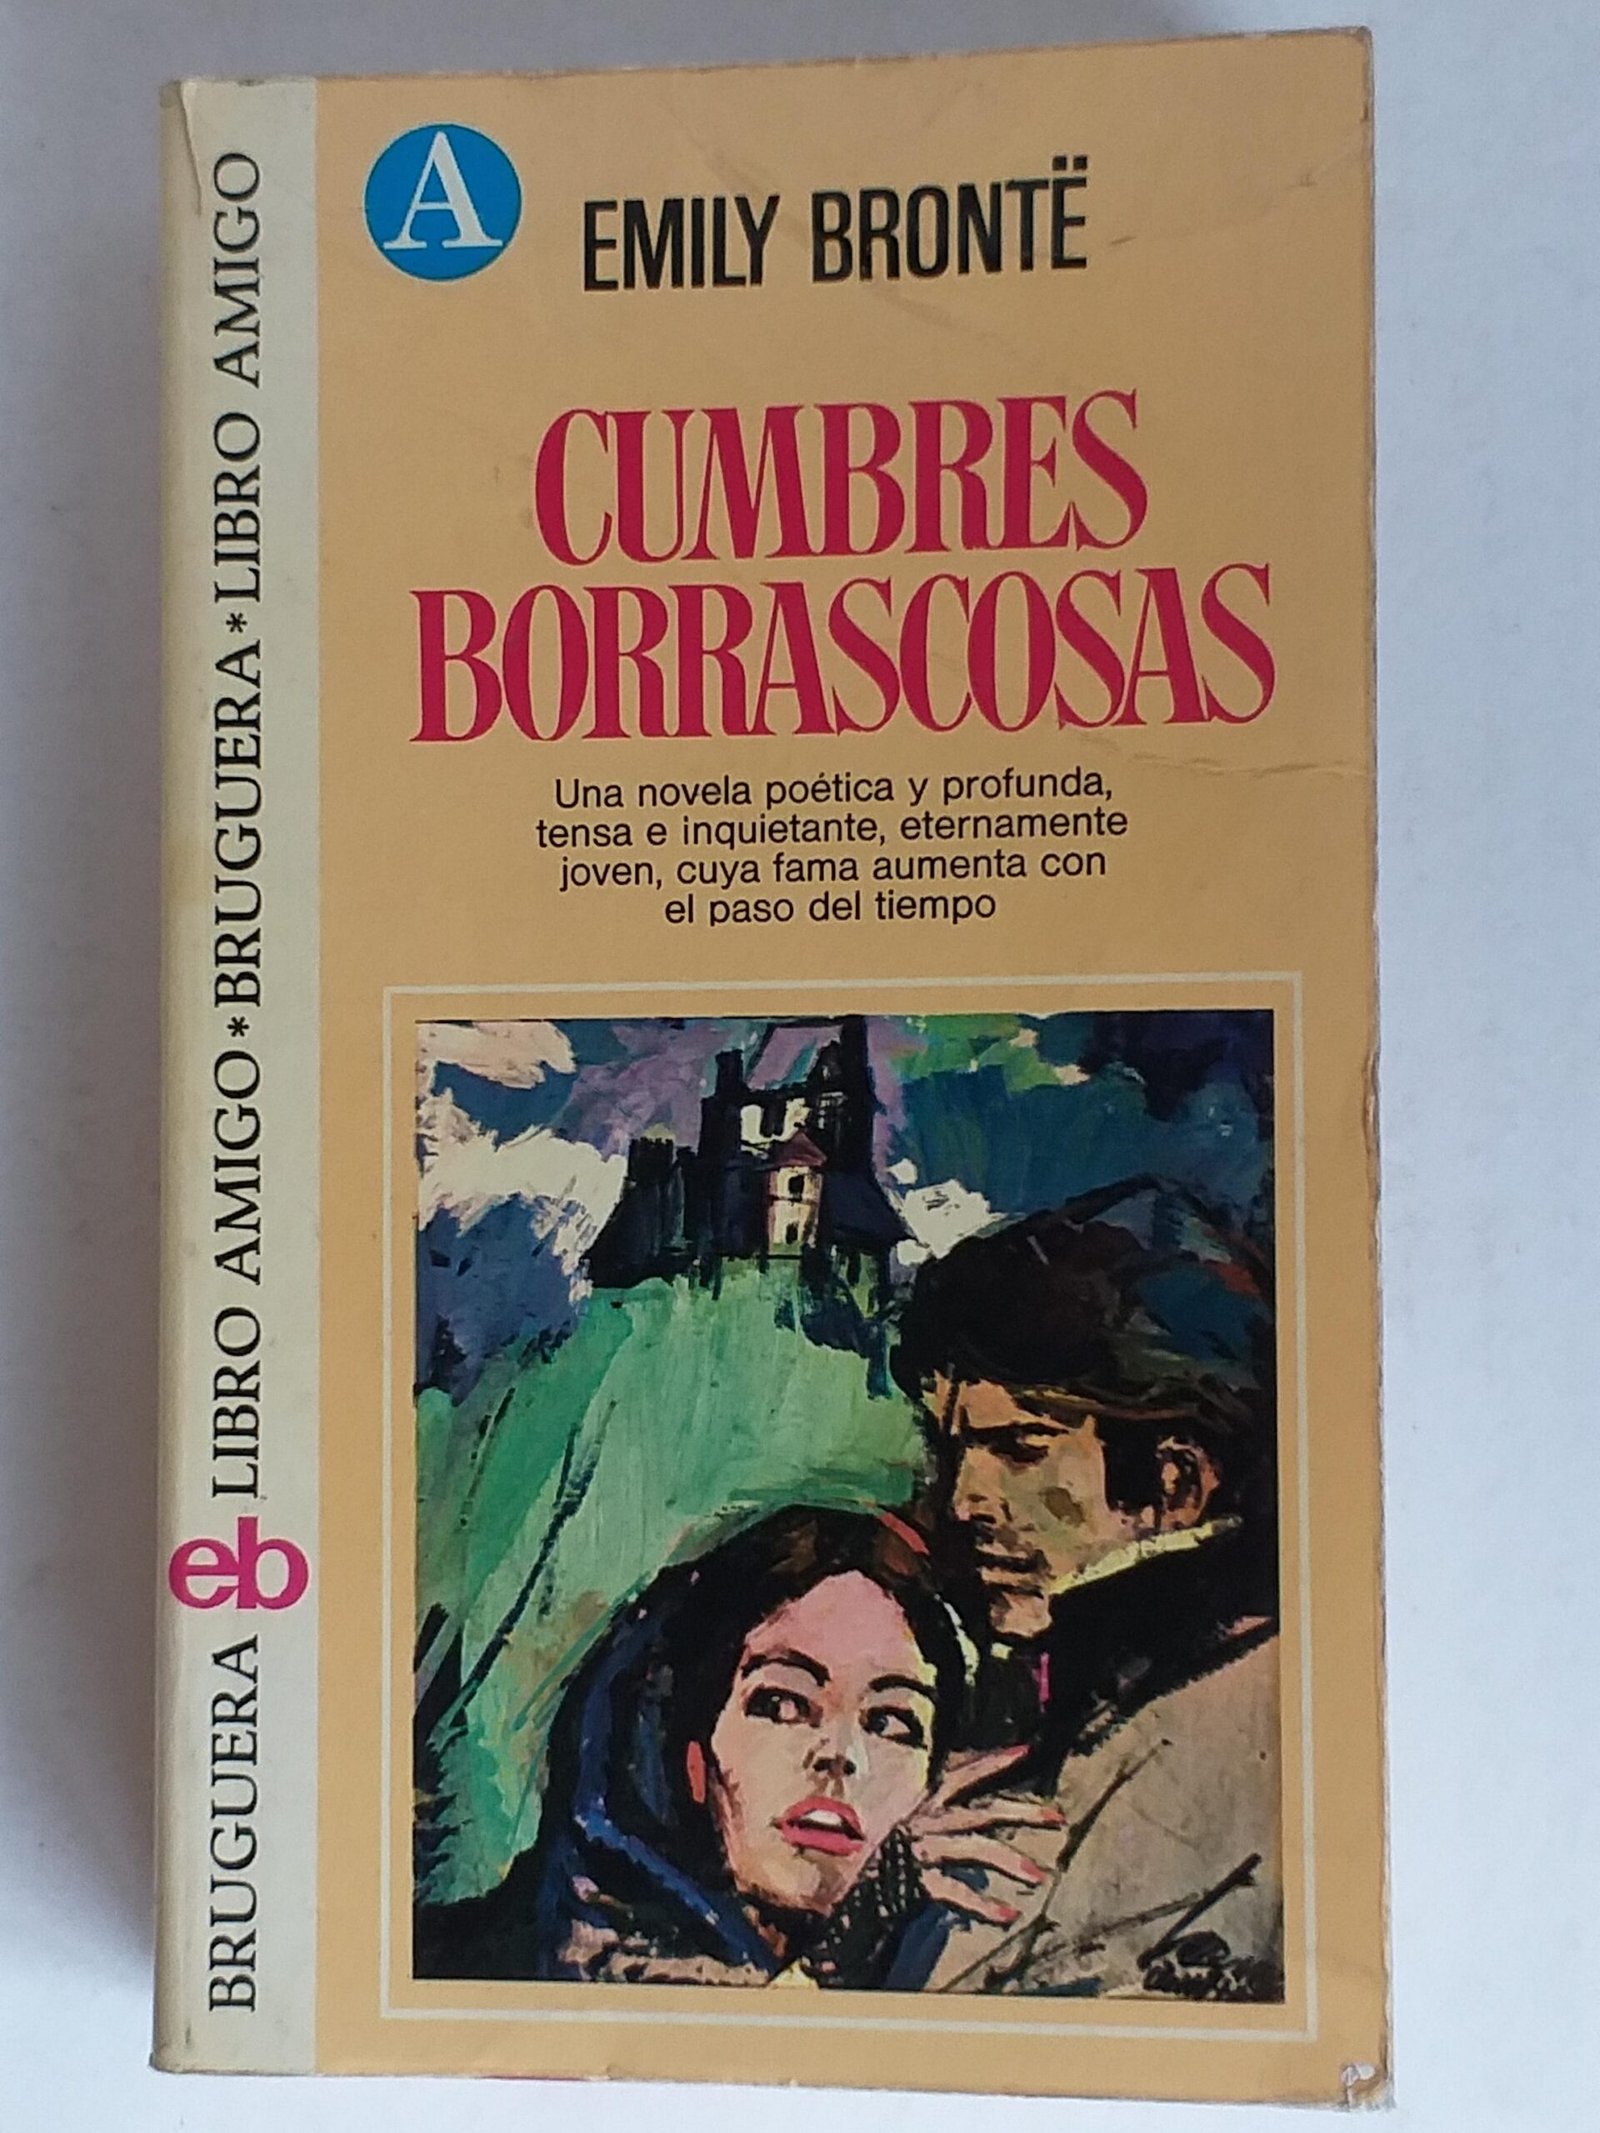 BRUGUERA eb LIBRO AMIGO * BRUGUERA * LIBRO AMIGO
A
EMILY BRONTË
CUMBRES
BORRASCOSAS
Una novela poética y profunda,
tensa e inquietante, eternamente
joven, cuya fama aumenta con
el paso del tiempo